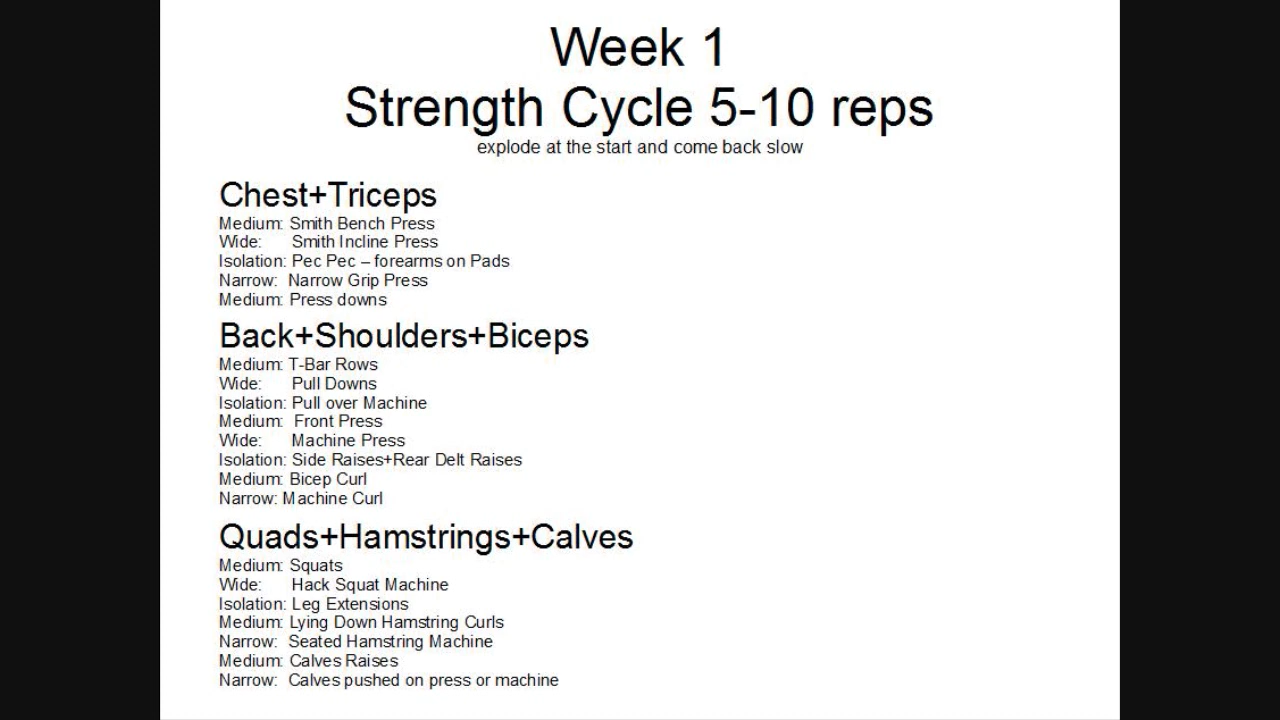 Week 1
Strength Cycle 5-10 reps
explode at the start and come back slow
Chest+Triceps
Medium: Smith Bench Press
Wide: Smith Incline Press
Isolation: Pec Pec – forearms on Pads
Narrow: Narrow Grip Press
Medium: Press downs
Back+Shoulders+Biceps
Medium: T-Bar Rows
Wide: Pull Downs
Isolation: Pull over Machine
Medium: Front Press
Wide: Machine Press
Isolation: Side Raises+Rear Delt Raises
Medium: Bicep Curl
Narrow: Machine Curl
Quads+Hamstrings+Calves
Medium: Squats
Wide: Hack Squat Machine
Isolation: Leg Extensions
Medium: Lying Down Hamstring Curls
Narrow: Seated Hamstring Machine
Medium: Calves Raises
Narrow: Calves pushed on press or machine